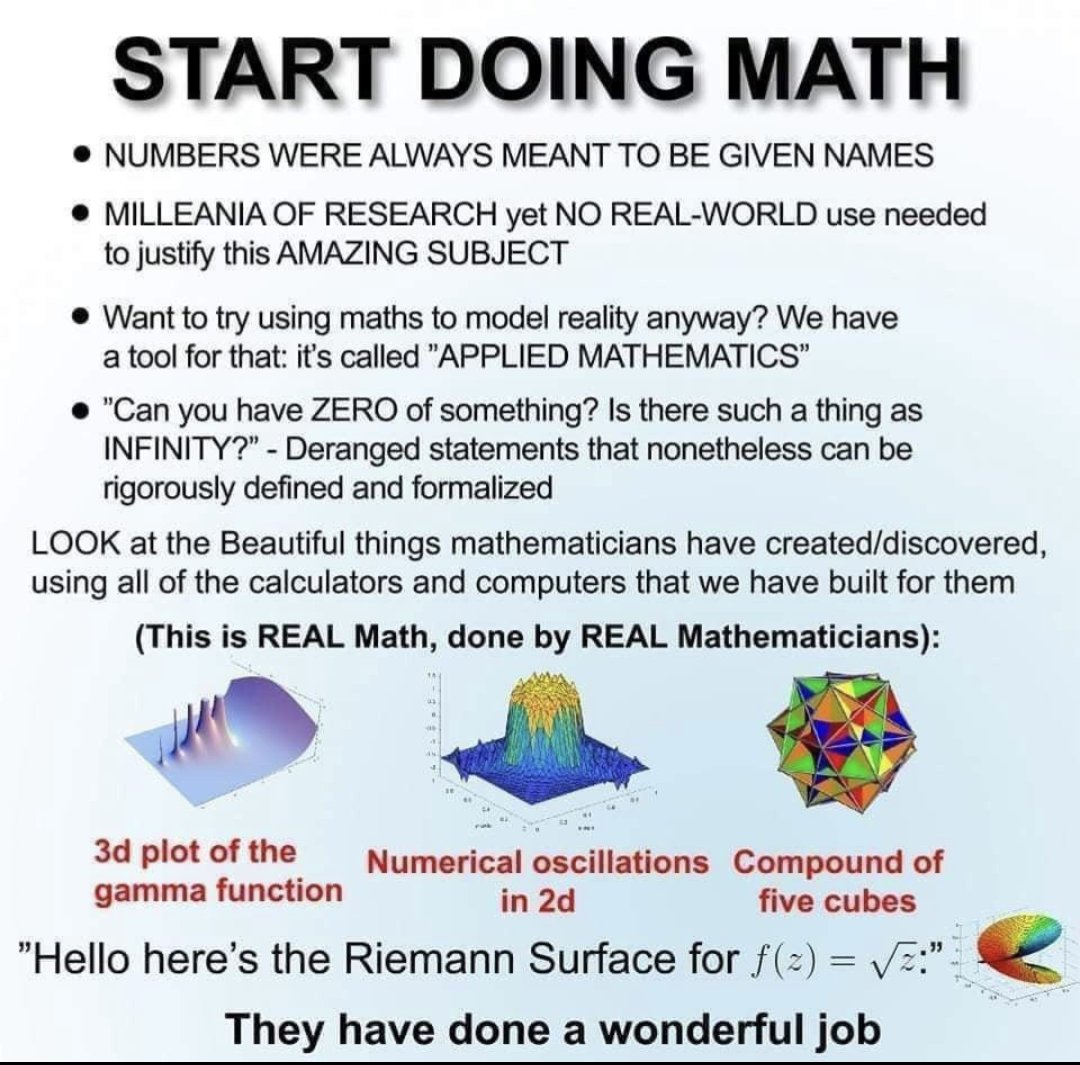 START DOING MATH
• NUMBERS WERE ALWAYS MEANT TO BE GIVEN NAMES
• MILLEANIA OF RESEARCH yet NO REAL-WORLD use needed
to justify this AMAZING SUBJECT
• Want to try using maths to model reality anyway? We have
a tool for that: it’s called ”APPLIED MATHEMATICS”
• ”Can you have ZERO of something? Is there such a thing as
INFINITY?” - Deranged statements that nonetheless can be
rigorously defined and formalized
LOOK at the Beautiful things mathematicians have created/discovered,
using all of the calculators and computers that we have built for them
(This is REAL Math, done by REAL Mathematicians):
3d plot of the
gamma function
Numerical oscillations
in 2d
Compound of
five cubes
”Hello here’s the Riemann Surface for f(z) = √z:”
They have done a wonderful job